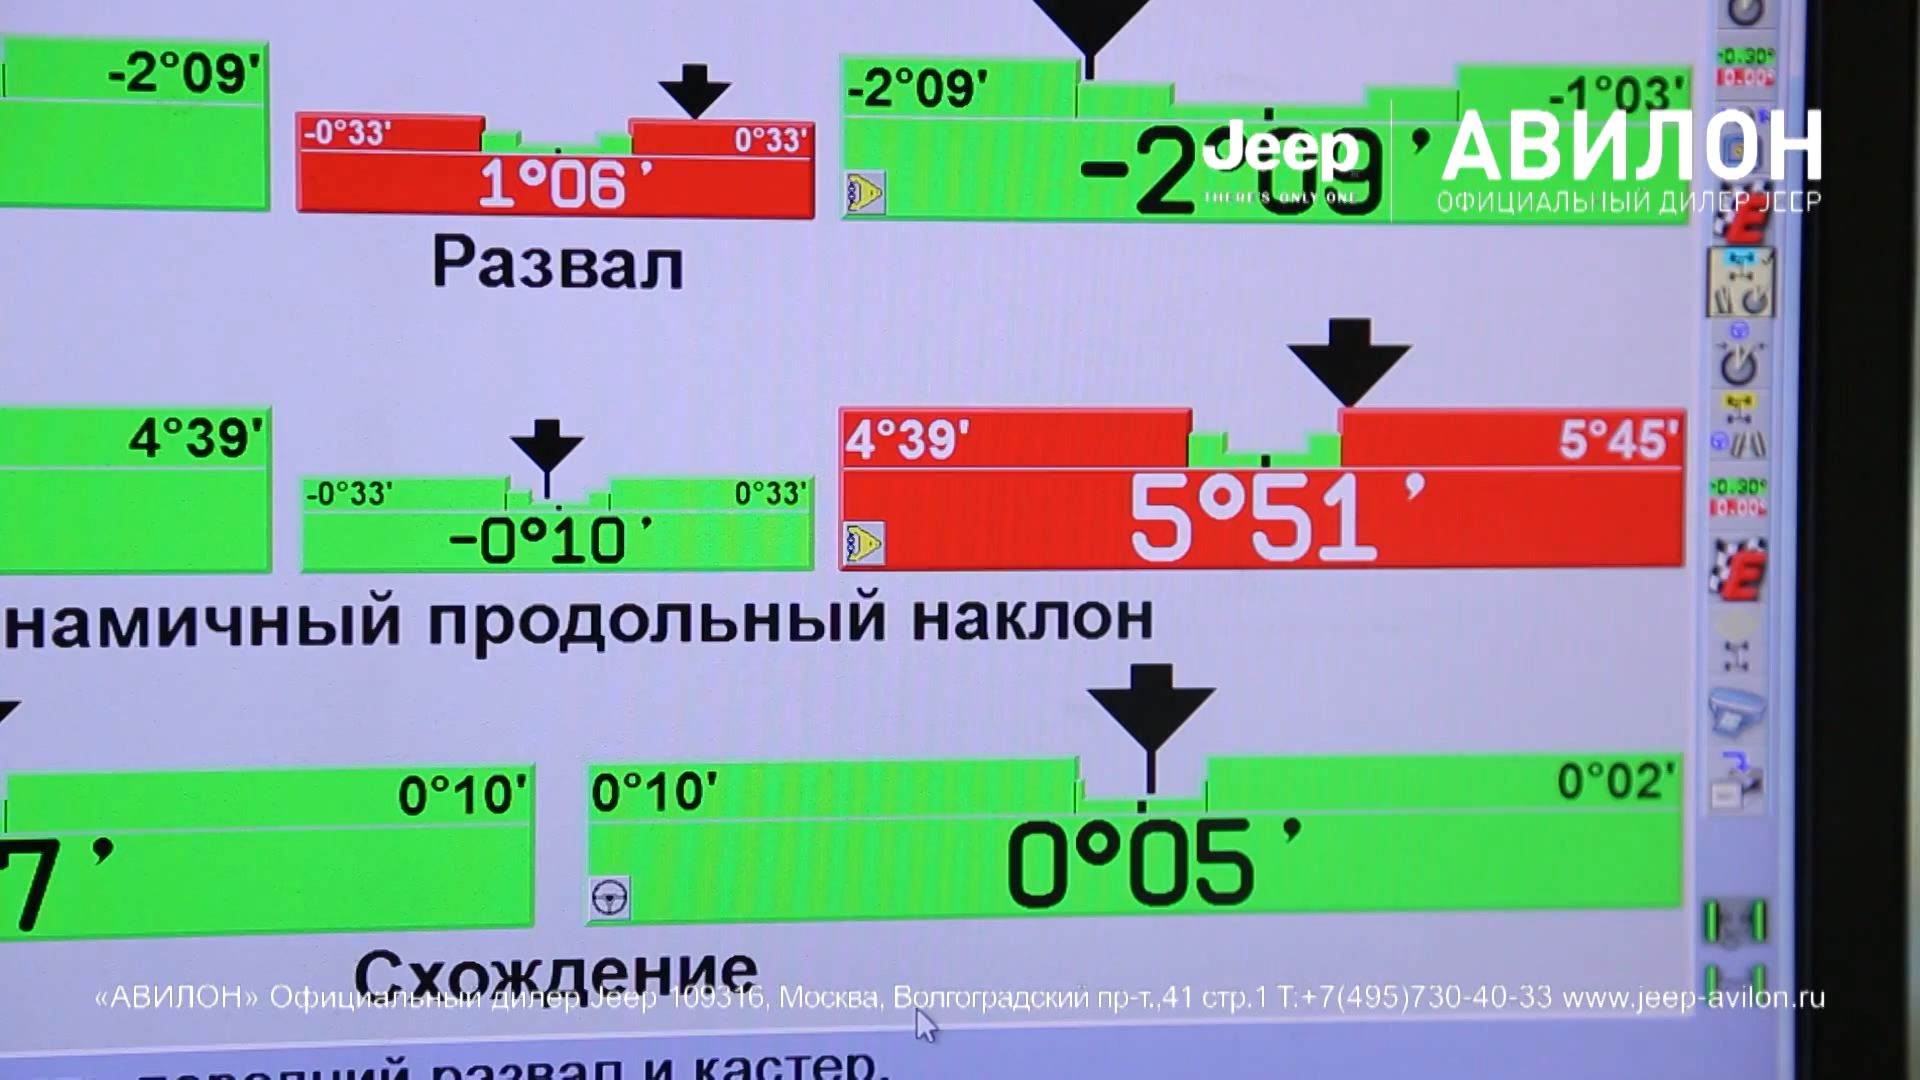 -2°09'
-0°33' 0°33'
1°06'
-2°09' -1°03'
-2°09'
Jeep
THERE'S ONLY ONE
АВИЛОН
ОФИЦИАЛЬНЫЙ ДИЛЕР JEEP
Развал
4°39'
-0°33' 0°33'
-0°10'
4°39' 5°45'
5°51'
намичный продольный наклон
0°10'
7'
0°10' 0°02'
0°05'
Схождение
«АВИЛОН» Официальный дилер Jeep 109316, Москва, Волгоградский пр-т.,41 стр.1 Т:+7(495)730-40-33 www.jeep-avilon.ru
развал и кастер.